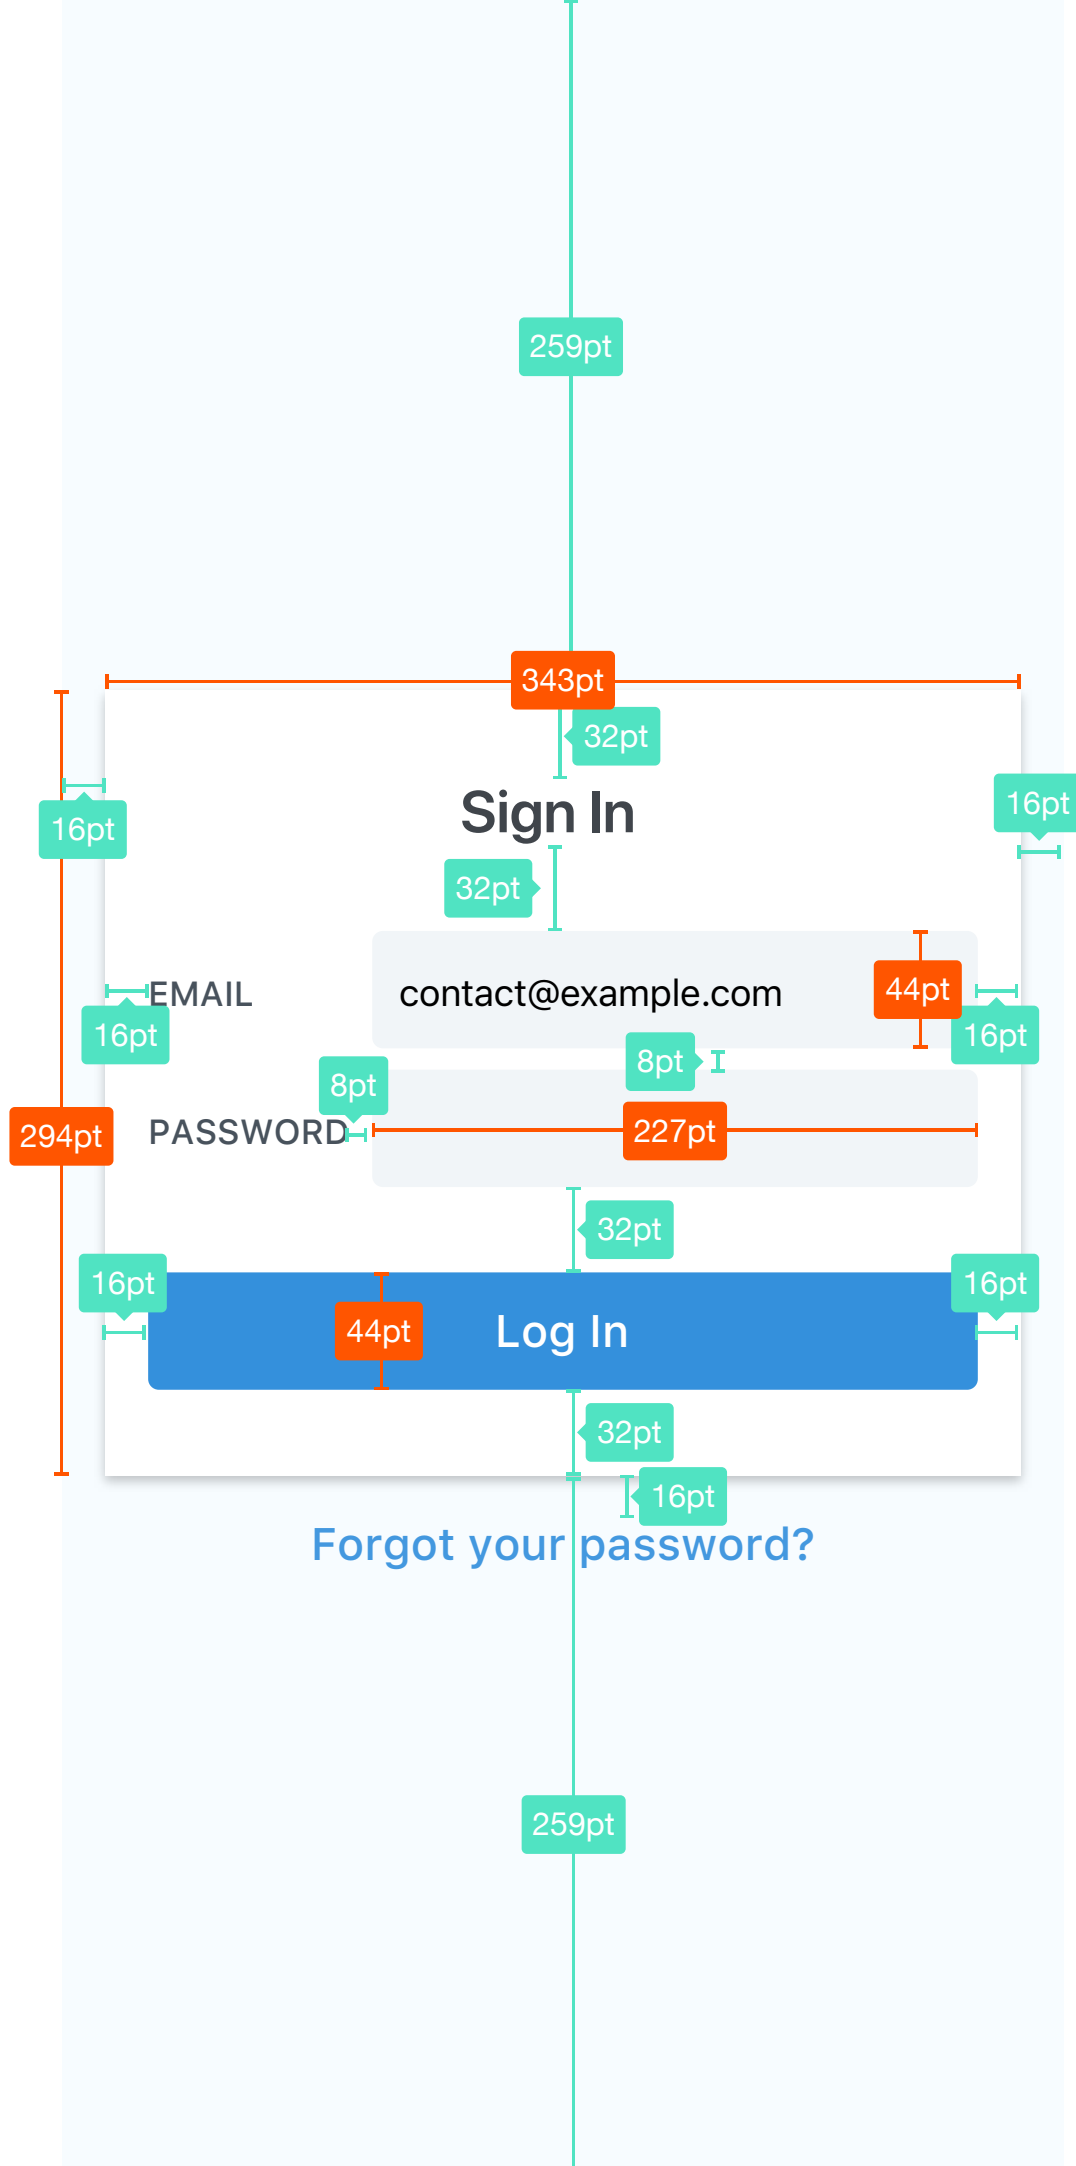 259pt
343pt
32pt
Sign In
16pt
16pt
32pt
EMAIL
contact@example.com
44pt
16pt
16pt
8pt
8pt
PASSWORD
227pt
294pt
32pt
16pt
16pt
44pt
Log In
32pt
16pt
Forgot your password?
259pt